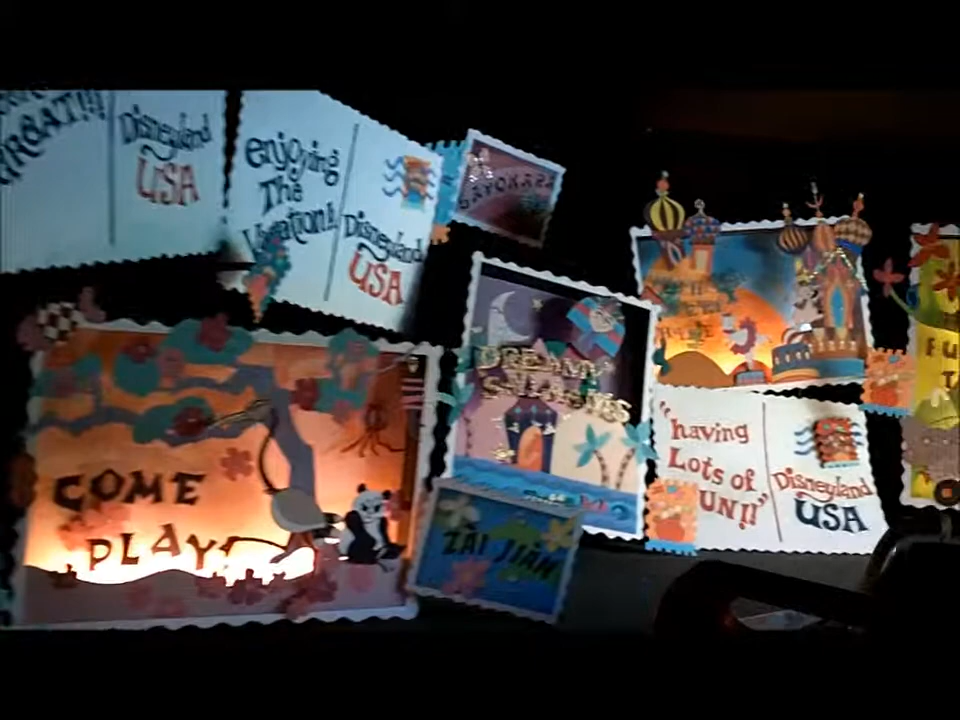 GREAT!!!
Disneyland
USA
enjoying
The
Vacation!!
Disneyland
USA
SAYONARA
DREAMY
COME
PLAY
ZAI JIAN
"having
Lots of
FUN!!"
Disneyland
USA